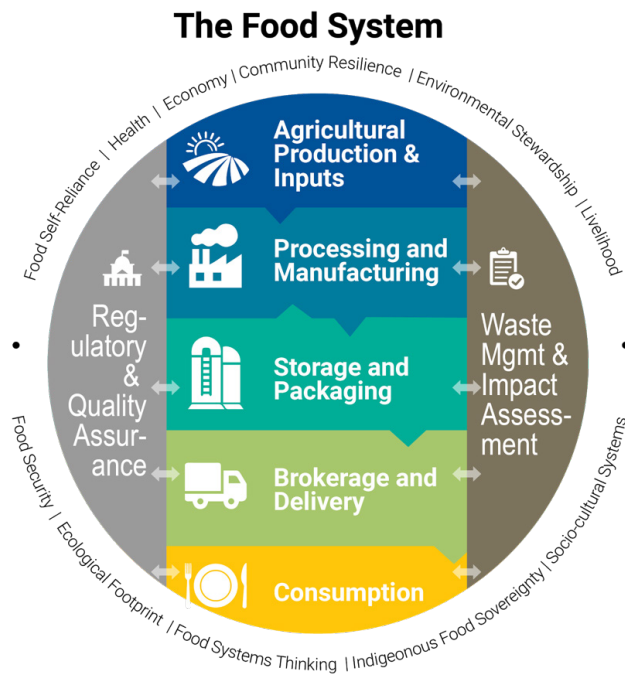 The Food System
Food Self-Reliance | Health | Economy | Community Resilience | Environmental Stewardship | Livelihood
Agricultural
Production &
Inputs
Processing and
Manufacturing
Reg-
ulatory
&
Quality
Assur-
ance
Storage and
Packaging
Waste
Mgmt &
Impact
Assess-
ment
Brokerage and
Delivery
Consumption
Food Security | Ecological Footprint | Food Systems Thinking | Indigeonous Food Sovereignty | Socio-cultural Systems